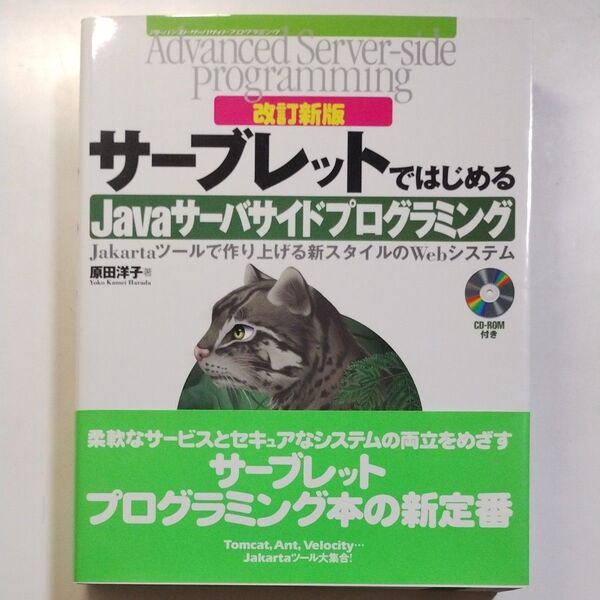 アドバンスト・サーバサイド・プログラミング
Advanced Server-side
programming
改訂新版
サーブレットではじめる
Javaサーバサイドプログラミング
Jakartaツールで作り上げる新スタイルのWebシステム
原田洋子 著
Yoko Kamei Harada
CD-ROM
付き
柔軟なサービスとセキュアなシステムの両立をめざす
サーブレット
プログラミング本の新定番
Tomcat, Ant, Velocity…
Jakartaツール大集合!